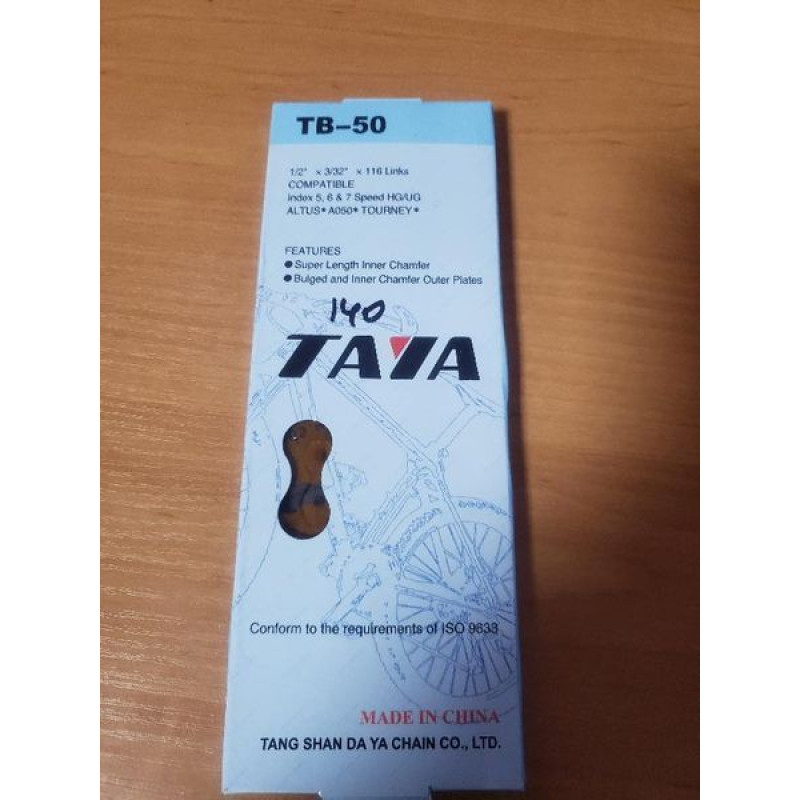 TB-50
1/2" x 3/32" x 116 Links
COMPATIBLE
Index 5, 6 & 7 Speed HG/UG
ALTUS* A050* TOURNEY*
FEATURES
● Super Length Inner Chamfer
● Bulged and Inner Chamfer Outer Plates
140
TAYA
Conform to the requirements of ISO 9633
MADE IN CHINA
TANG SHAN DA YA CHAIN CO., LTD.